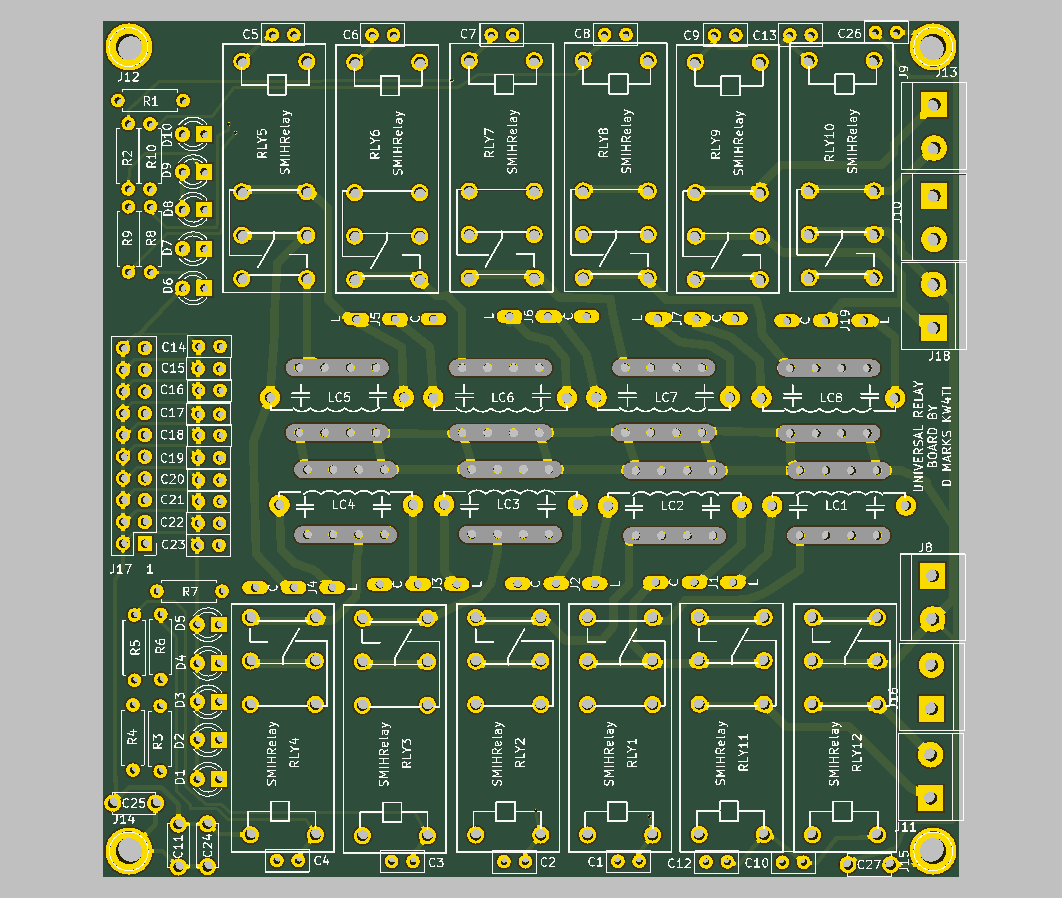 C5
C6
C7
C8
C9
C13
C26
J12
J9
J13
R1
R2
R10
D10
D9
R9
R8
D8
D7
D6
RLY5
SMIHRelay
RLY6
SMIHRelay
RLY7
SMIHRelay
RLY8
SMIHRelay
RLY9
SMIHRelay
RLY10
SMIHRelay
J10
L
J5
C
L
J6
C
L
J7
C
C
J19
L
J18
C14
C15
C16
C17
C18
C19
C20
C21
C22
C23
J17 1
LC5
LC6
LC7
LC8
LC4
LC3
LC2
LC1
UNIVERSAL RELAY
BOARD BY
D MARKS KW4TI
J8
C
J4
L
C
J3
L
C
J2
L
C
J1
L
R7
R5
R6
D5
D4
D3
R4
R3
D2
D1
SMIHRelay
RLY4
SMIHRelay
RLY3
SMIHRelay
RLY2
SMIHRelay
RLY1
SMIHRelay
RLY11
SMIHRelay
RLY12
J11
C25
J14
C11
C24
C4
C3
C2
C1
C12
C10
C27
J15